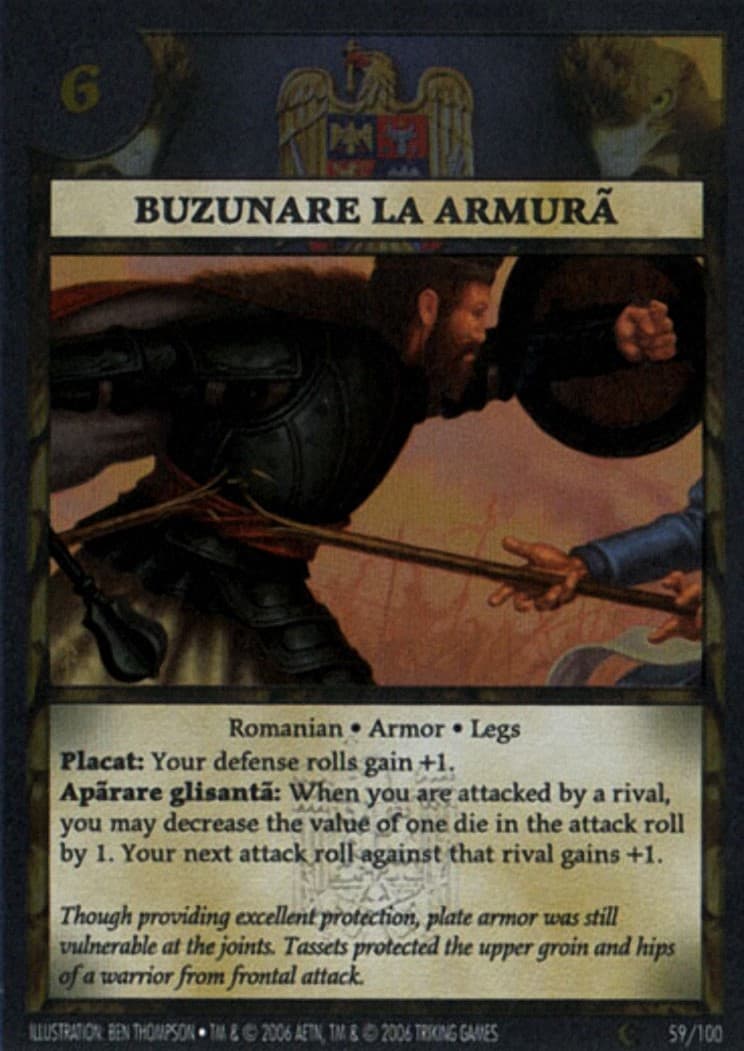 6
BUZUNARE LA ARMURÃ
Romanian • Armor • Legs
Placat: Your defense rolls gain +1.
Apãrare glisantã: When you are attacked by a rival,
you may decrease the value of one die in the attack roll
by 1. Your next attack roll against that rival gains +1.
Though providing excellent protection, plate armor was still
vulnerable at the joints. Tassets protected the upper groin and hips
of a warrior from frontal attack.
ILLUSTRATION: BEN THOMPSON • TM & © 2006 AETN, TM & © 2006 TRIKING GAMES
59/100